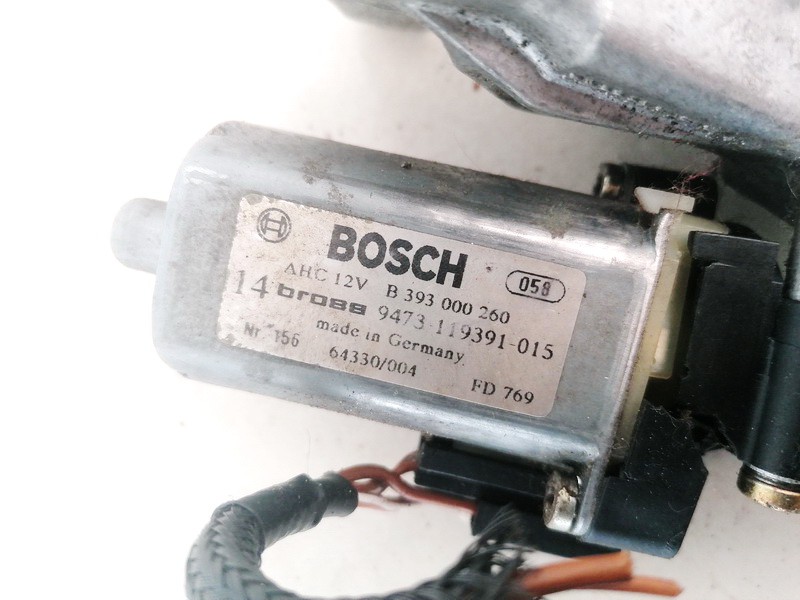 BOSCH 058
AHC 12V B 393 000 260
14 brose 9473-119391-015
Nr. 156 made in Germany
64330/004 FD 769